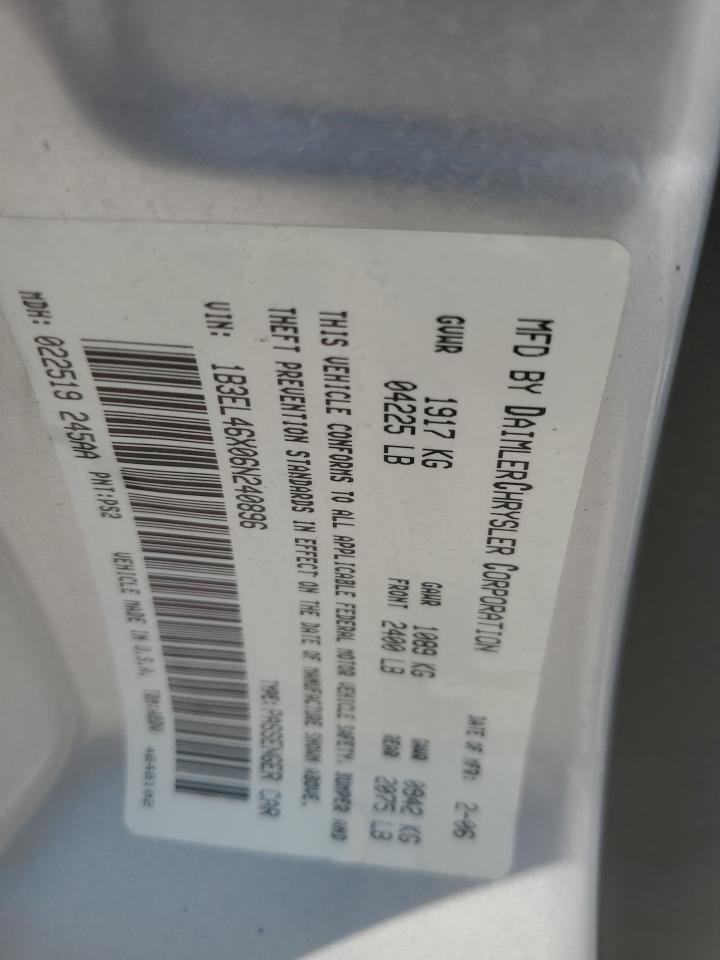 MFD BY DAIMLERCHRYSLER CORPORATION
DATE OF MFR: 2-06
GVWR 1917 KG
04225 LB
GAWR FRONT 1089 KG
2400 LB
GAWR REAR 0942 KG
2075 LB
THIS VEHICLE CONFORMS TO ALL APPLICABLE FEDERAL MOTOR VEHICLE SAFETY, BUMPER AND
THEFT PREVENTION STANDARDS IN EFFECT ON THE DATE OF MANUFACTURE SHOWN ABOVE.
VIN: 1B3EL46X06N240896
TYPE: PASSENGER CAR
MDH: 022519 245AA PNT:PS2 VEHICLE MADE IN U.S.A.